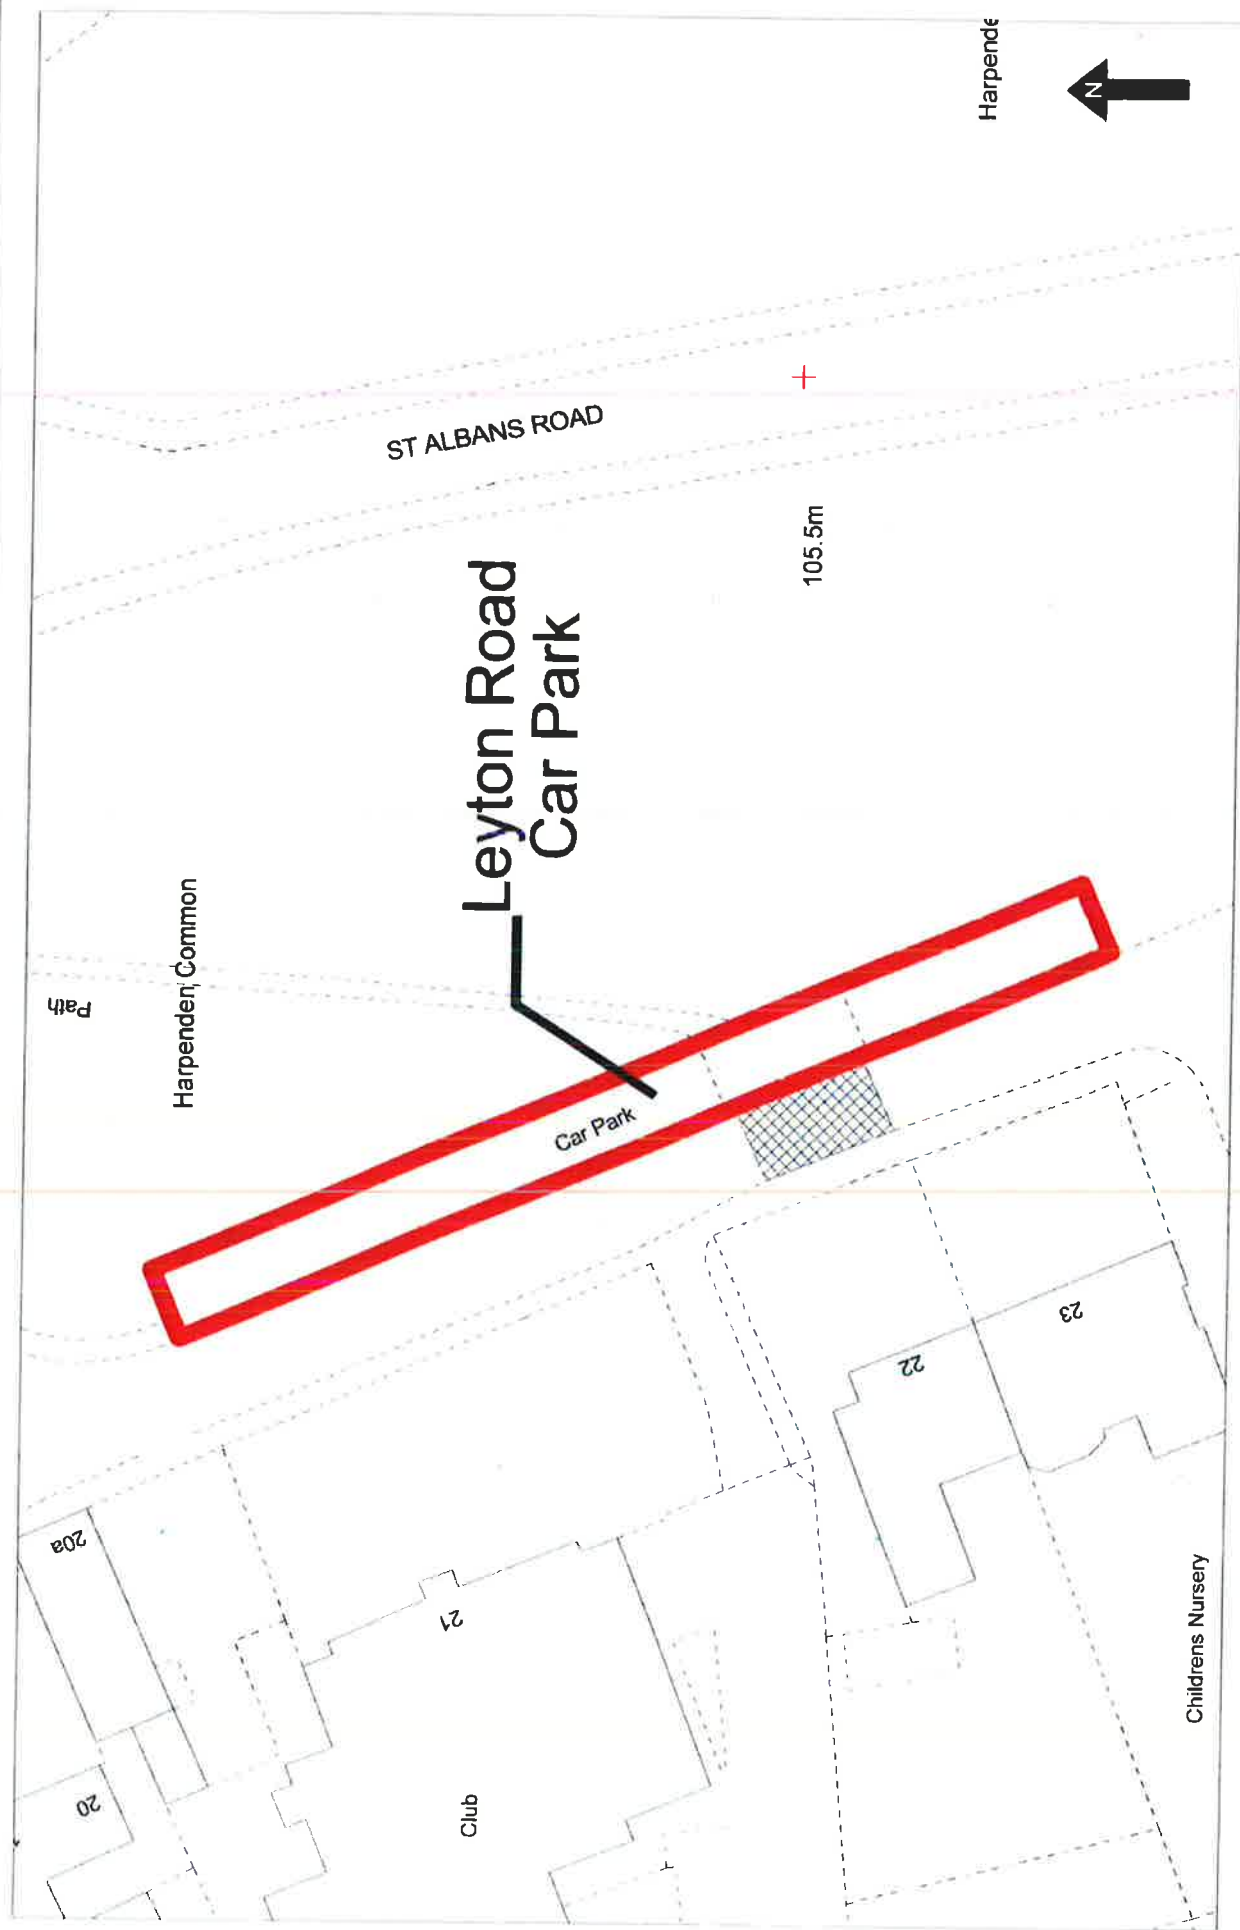 Harpende
N
ST ALBANS ROAD
105.5m
Leyton Road
Car Park
Path
Harpenden Common
Car Park
20a
20
21
Club
22
23
Childrens Nursery